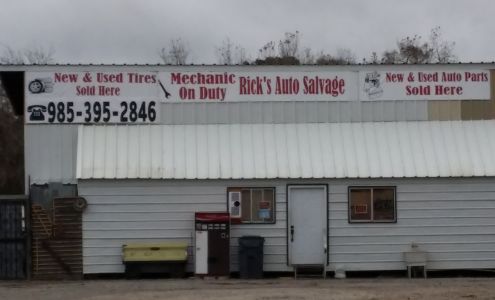 New & Used Tires
Sold Here
985-395-2846
Mechanic
On Duty
Rick's Auto Salvage
New & Used Auto Parts
Sold Here